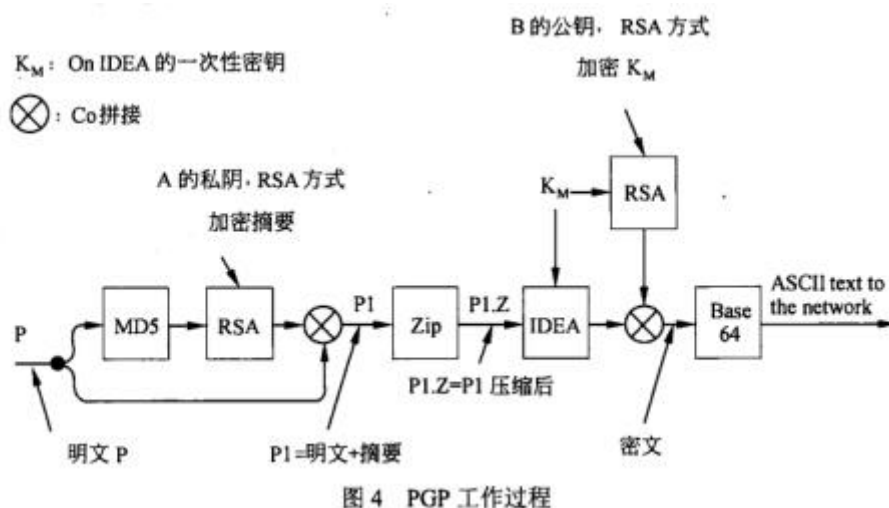 B 的公钥，RSA 方式
加密 K_M
K_M：On IDEA 的一次性密钥
：Co拼接
A 的私阴，RSA 方式
加密摘要
K_M
RSA
P
MD5
RSA
P1
Zip
P1.Z
IDEA
Base
64
ASCII text to
the network
P1.Z=P1 压缩后
明文 P
P1=明文+摘要
密文
图 4 PGP 工作过程